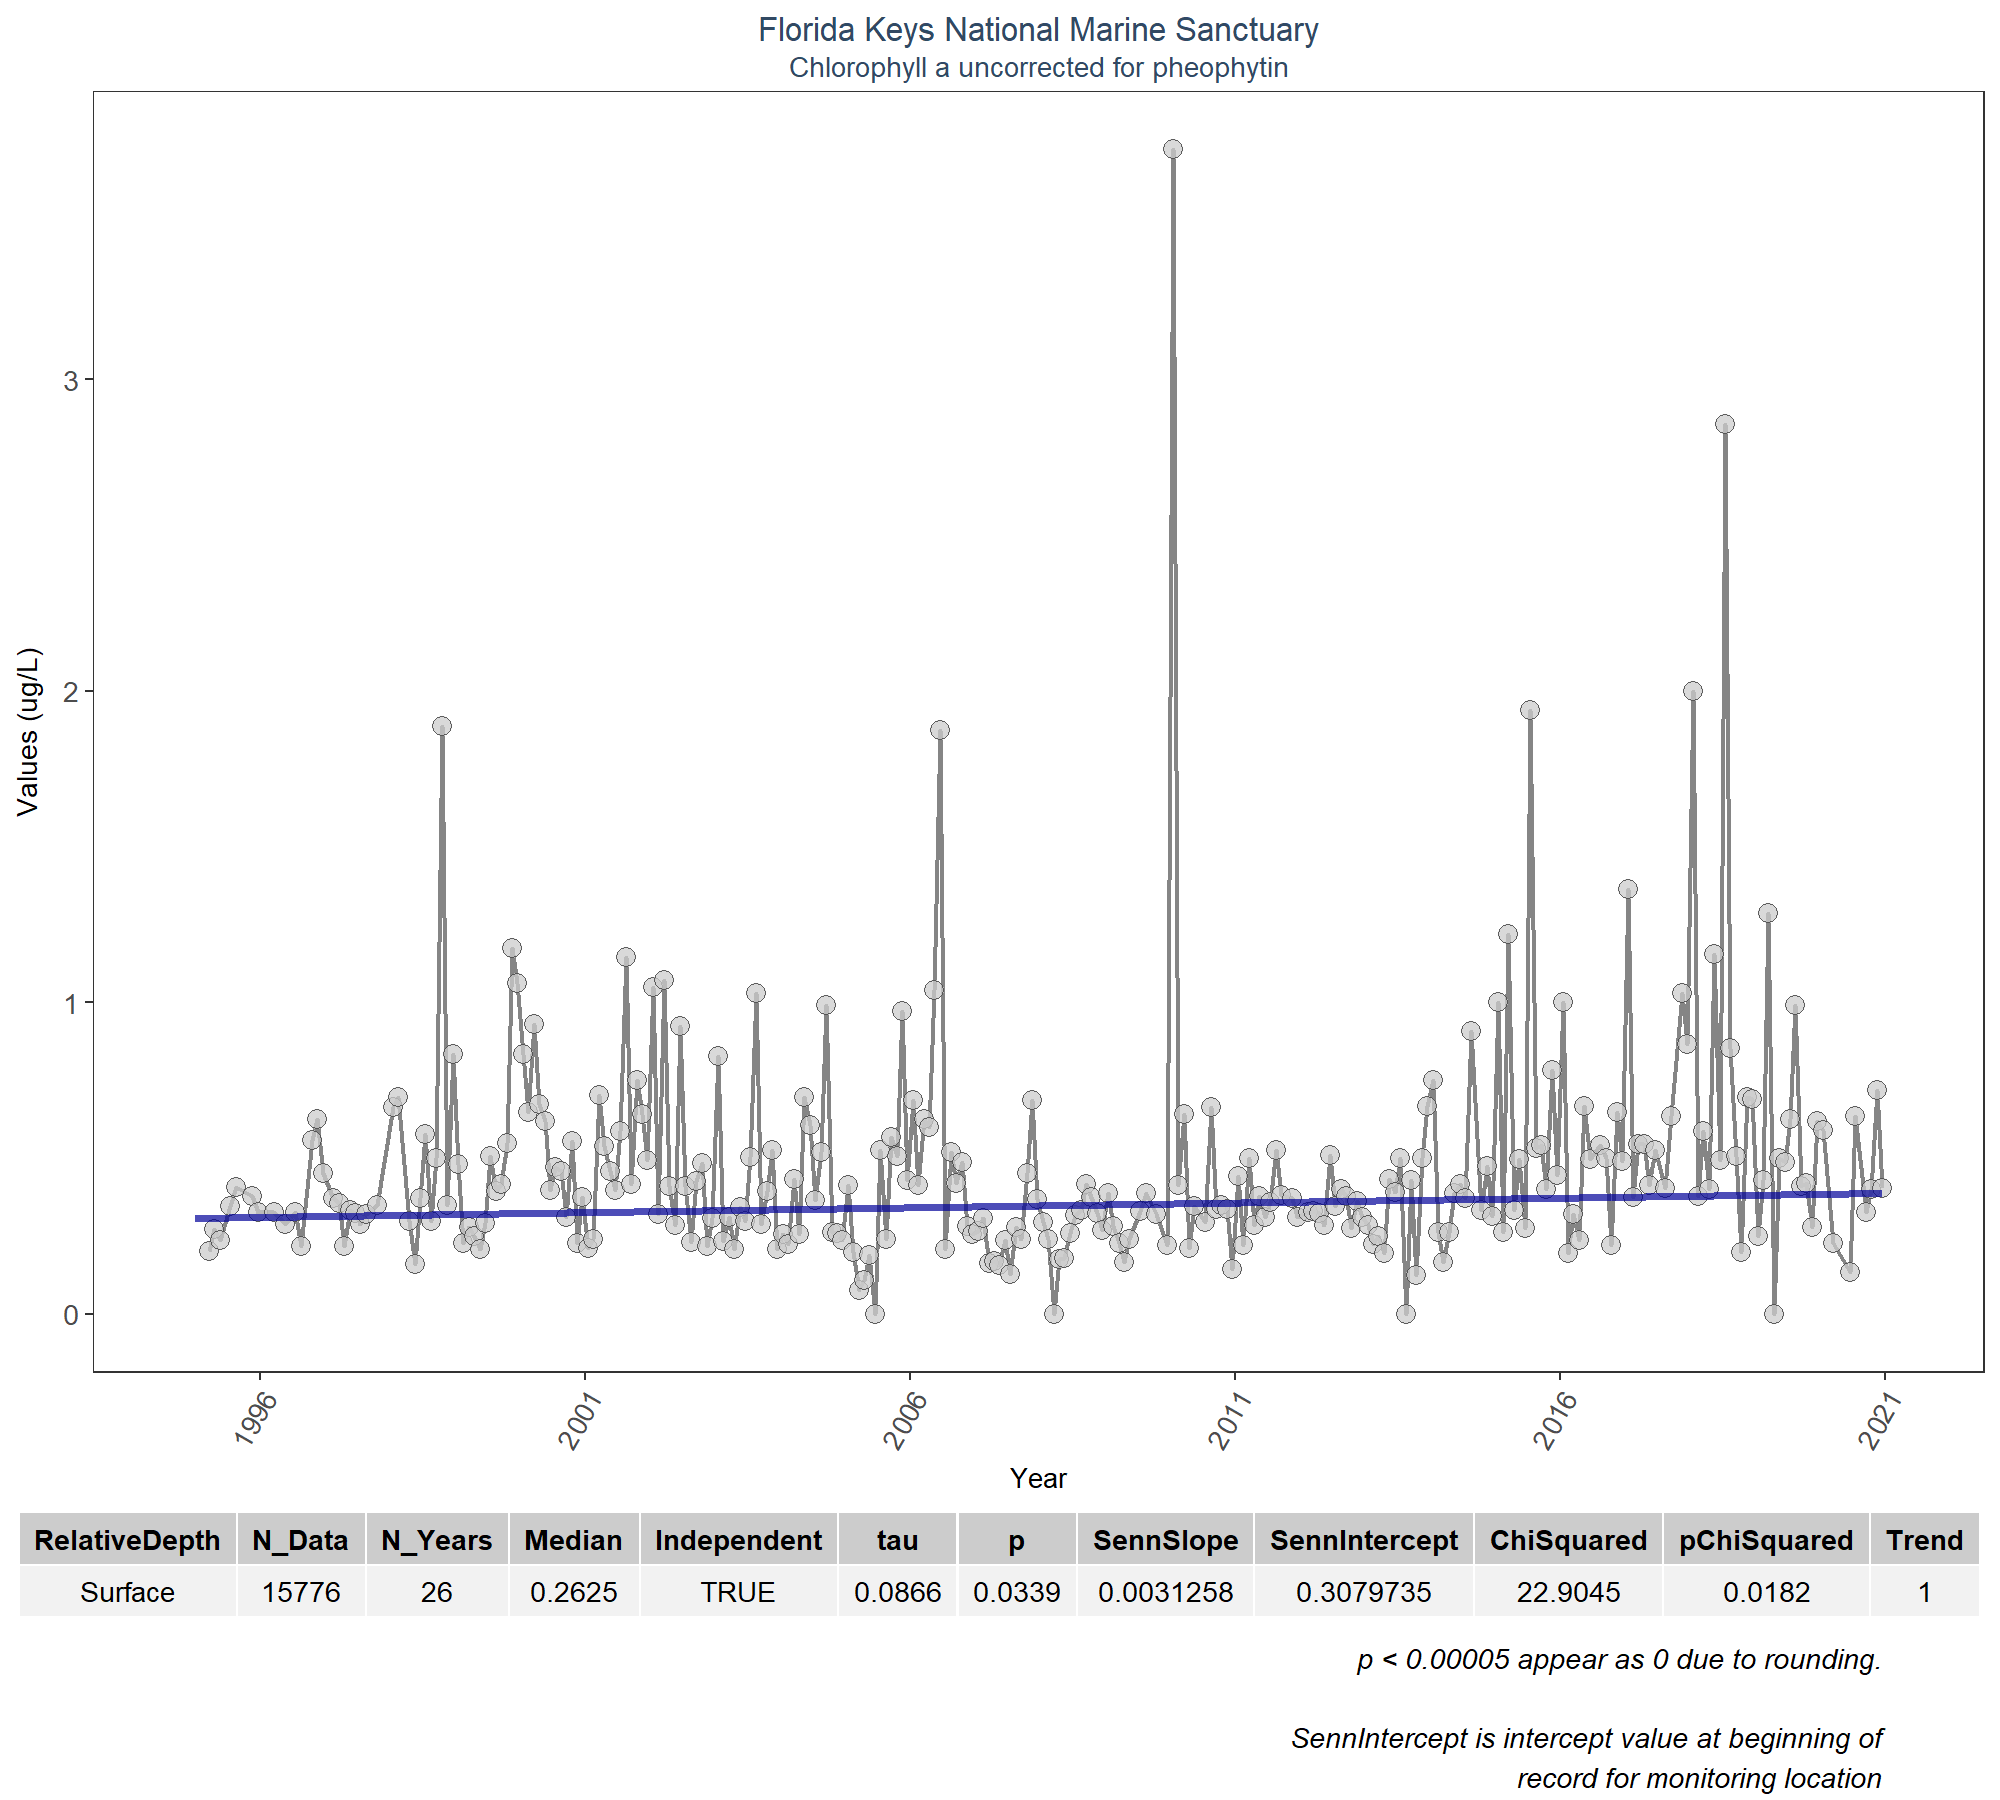 Florida Keys National Marine Sanctuary
Chlorophyll a uncorrected for pheophytin
Values (ug/L)
3
2
1
0
1996 2001 2006 2011 2016 2021
Year
RelativeDepth N_Data N_Years Median Independent tau p SennSlope SennIntercept ChiSquared pChiSquared Trend
Surface 15776 26 0.2625 TRUE 0.0866 0.0339 0.0031258 0.3079735 22.9045 0.0182 1
p < 0.00005 appear as 0 due to rounding.
SennIntercept is intercept value at beginning of
record for monitoring location